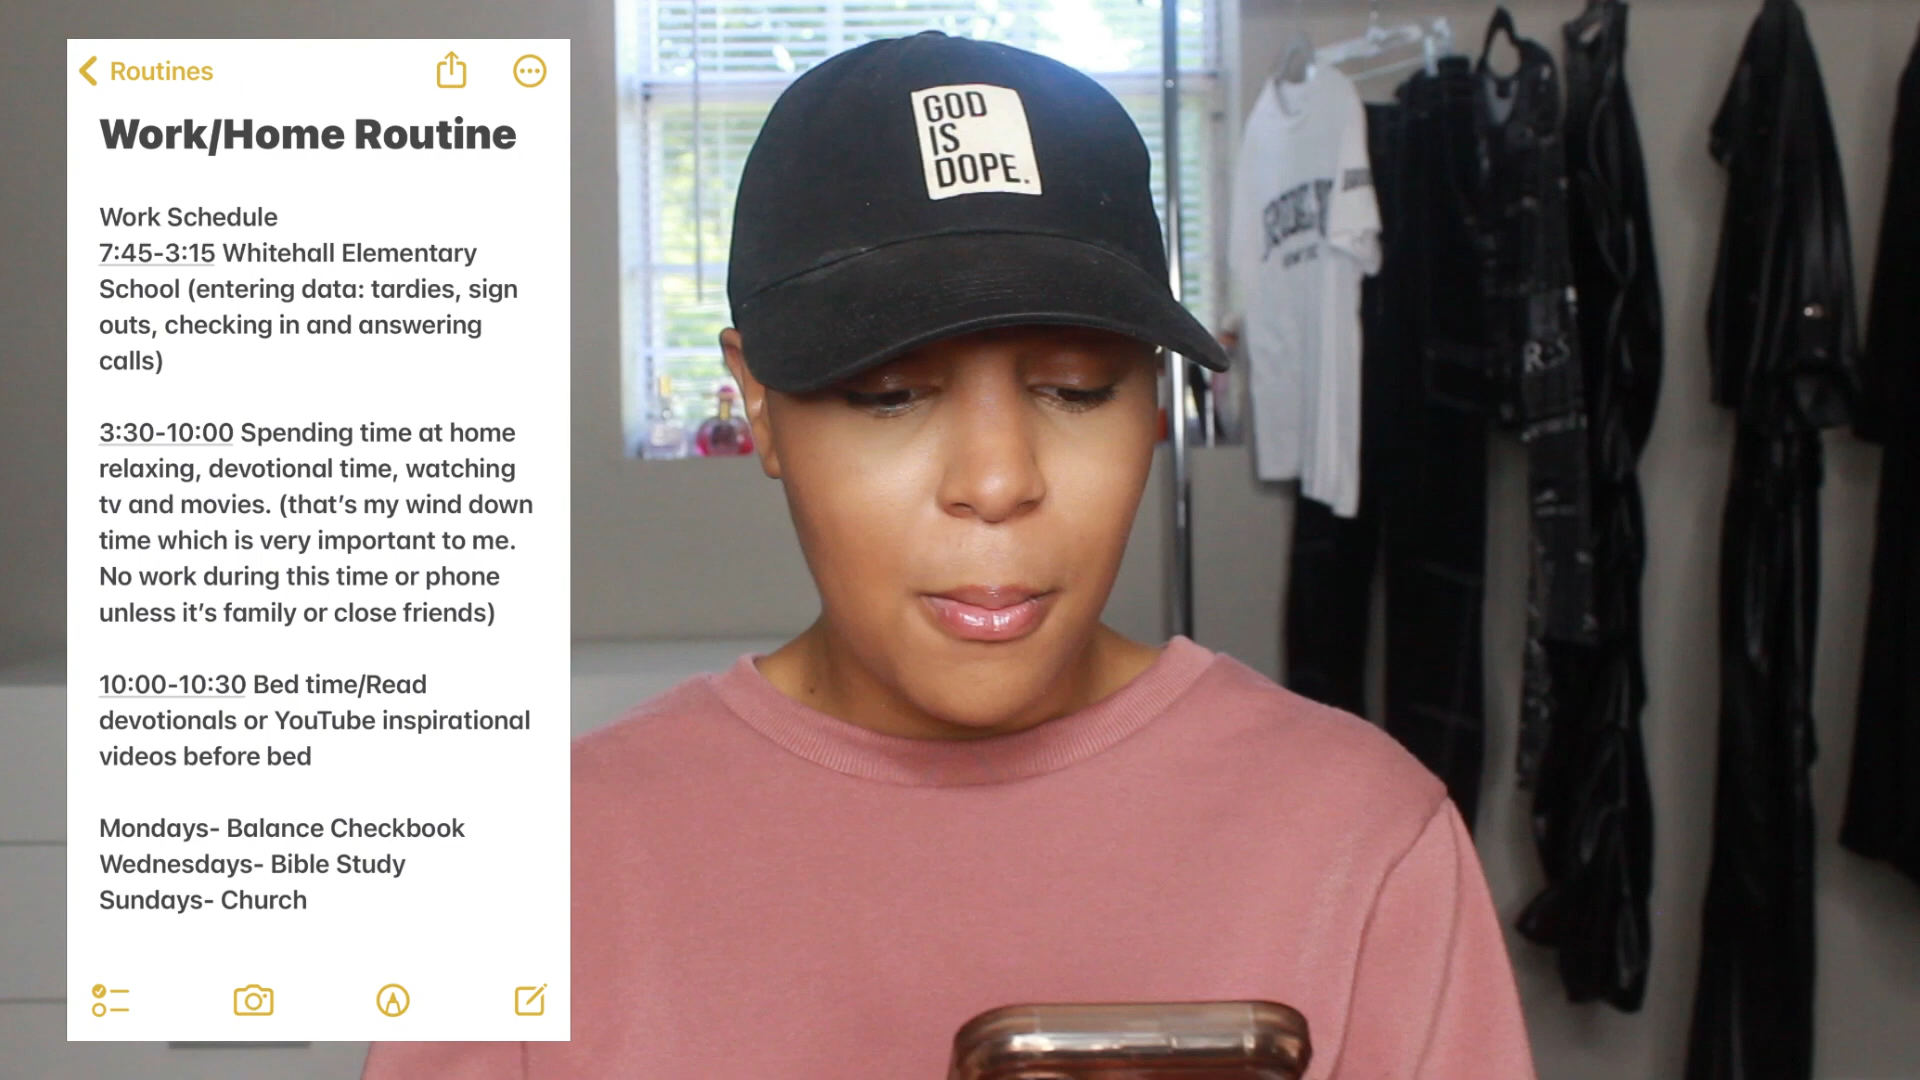 Routines
Work/Home Routine
Work Schedule
7:45-3:15 Whitehall Elementary
School (entering data: tardies, sign
outs, checking in and answering
calls)
3:30-10:00 Spending time at home
relaxing, devotional time, watching
tv and movies. (that’s my wind down
time which is very important to me.
No work during this time or phone
unless it’s family or close friends)
10:00-10:30 Bed time/Read
devotionals or YouTube inspirational
videos before bed
Mondays- Balance Checkbook
Wednesdays- Bible Study
Sundays- Church
GOD
IS
DOPE.